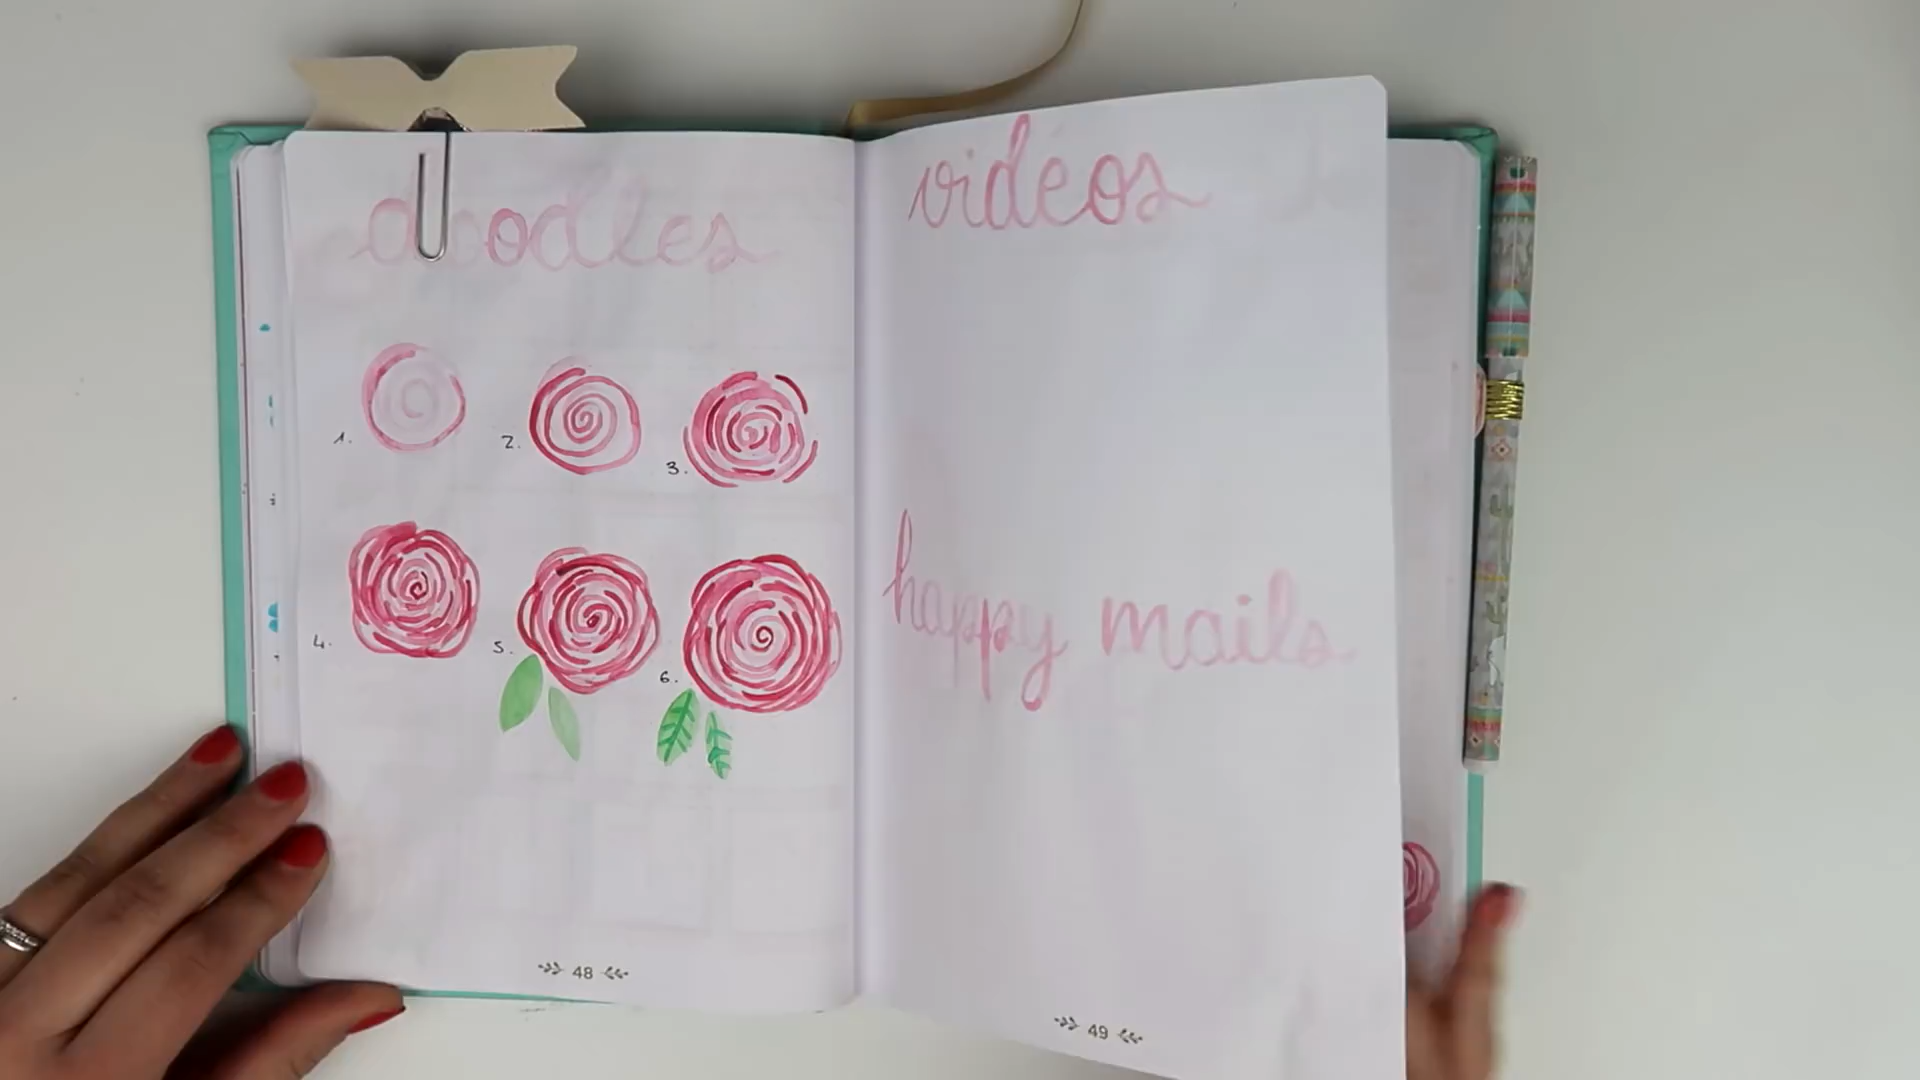 doodles
1.
2.
3.
4.
5.
6.
48
vidéos
happy mails
49